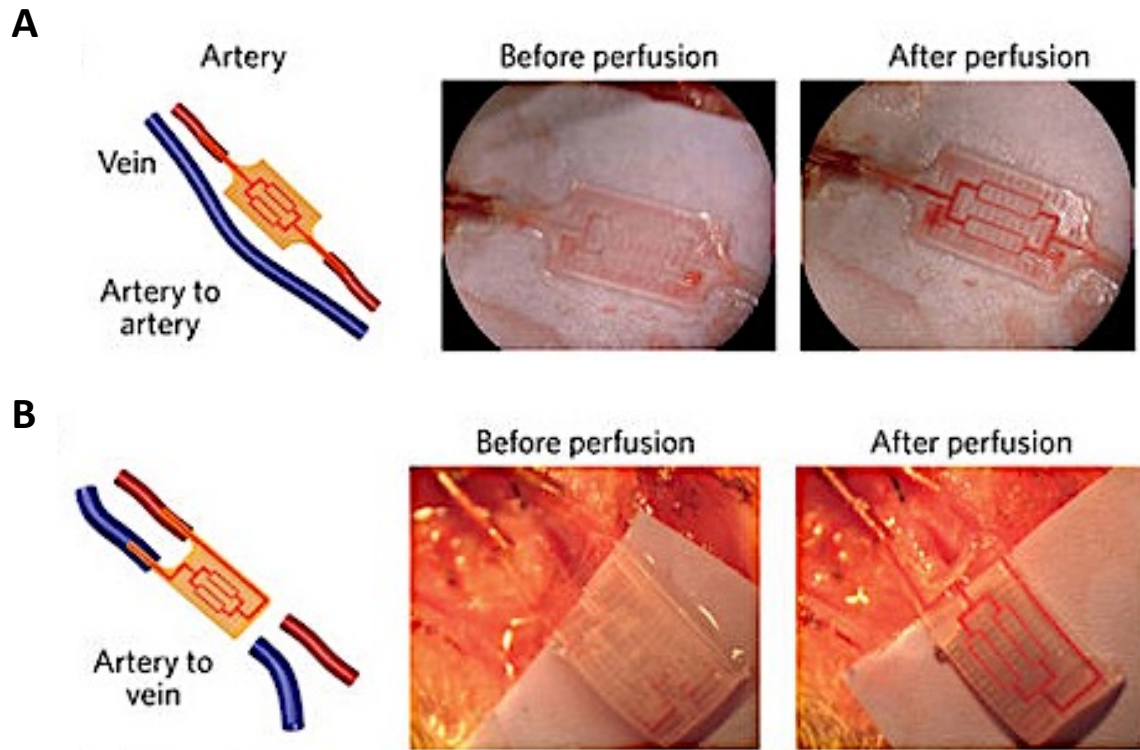 A
Artery
Before perfusion
After perfusion
Vein
Artery to
artery
B
Before perfusion
After perfusion
Artery to
vein